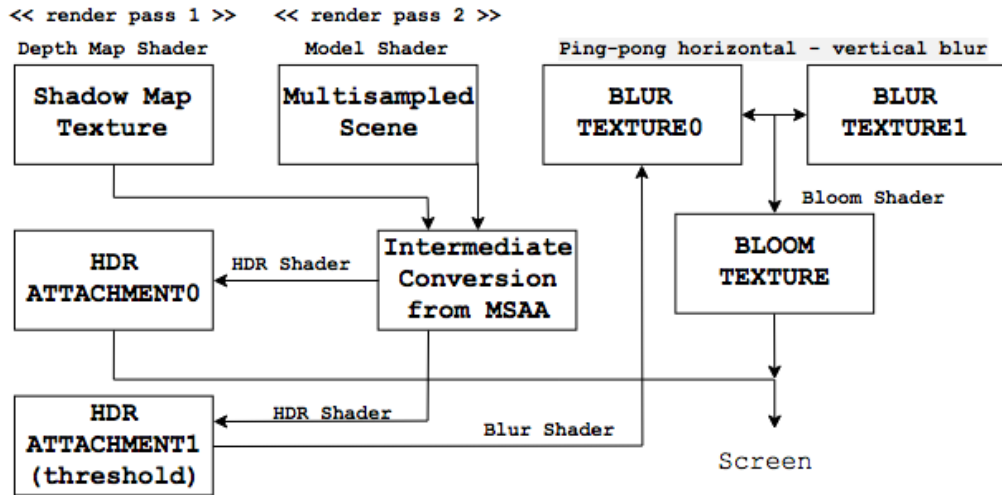 << render pass 1 >>
<< render pass 2 >>
Depth Map Shader
Model Shader
Ping-pong horizontal - vertical blur
Shadow Map
Texture
Multisampled
Scene
BLUR
TEXTURE0
BLUR
TEXTURE1
Bloom Shader
HDR
ATTACHMENT0
HDR Shader
Intermediate
Conversion
from MSAA
BLOOM
TEXTURE
HDR
ATTACHMENT1
(threshold)
HDR Shader
Blur Shader
Screen